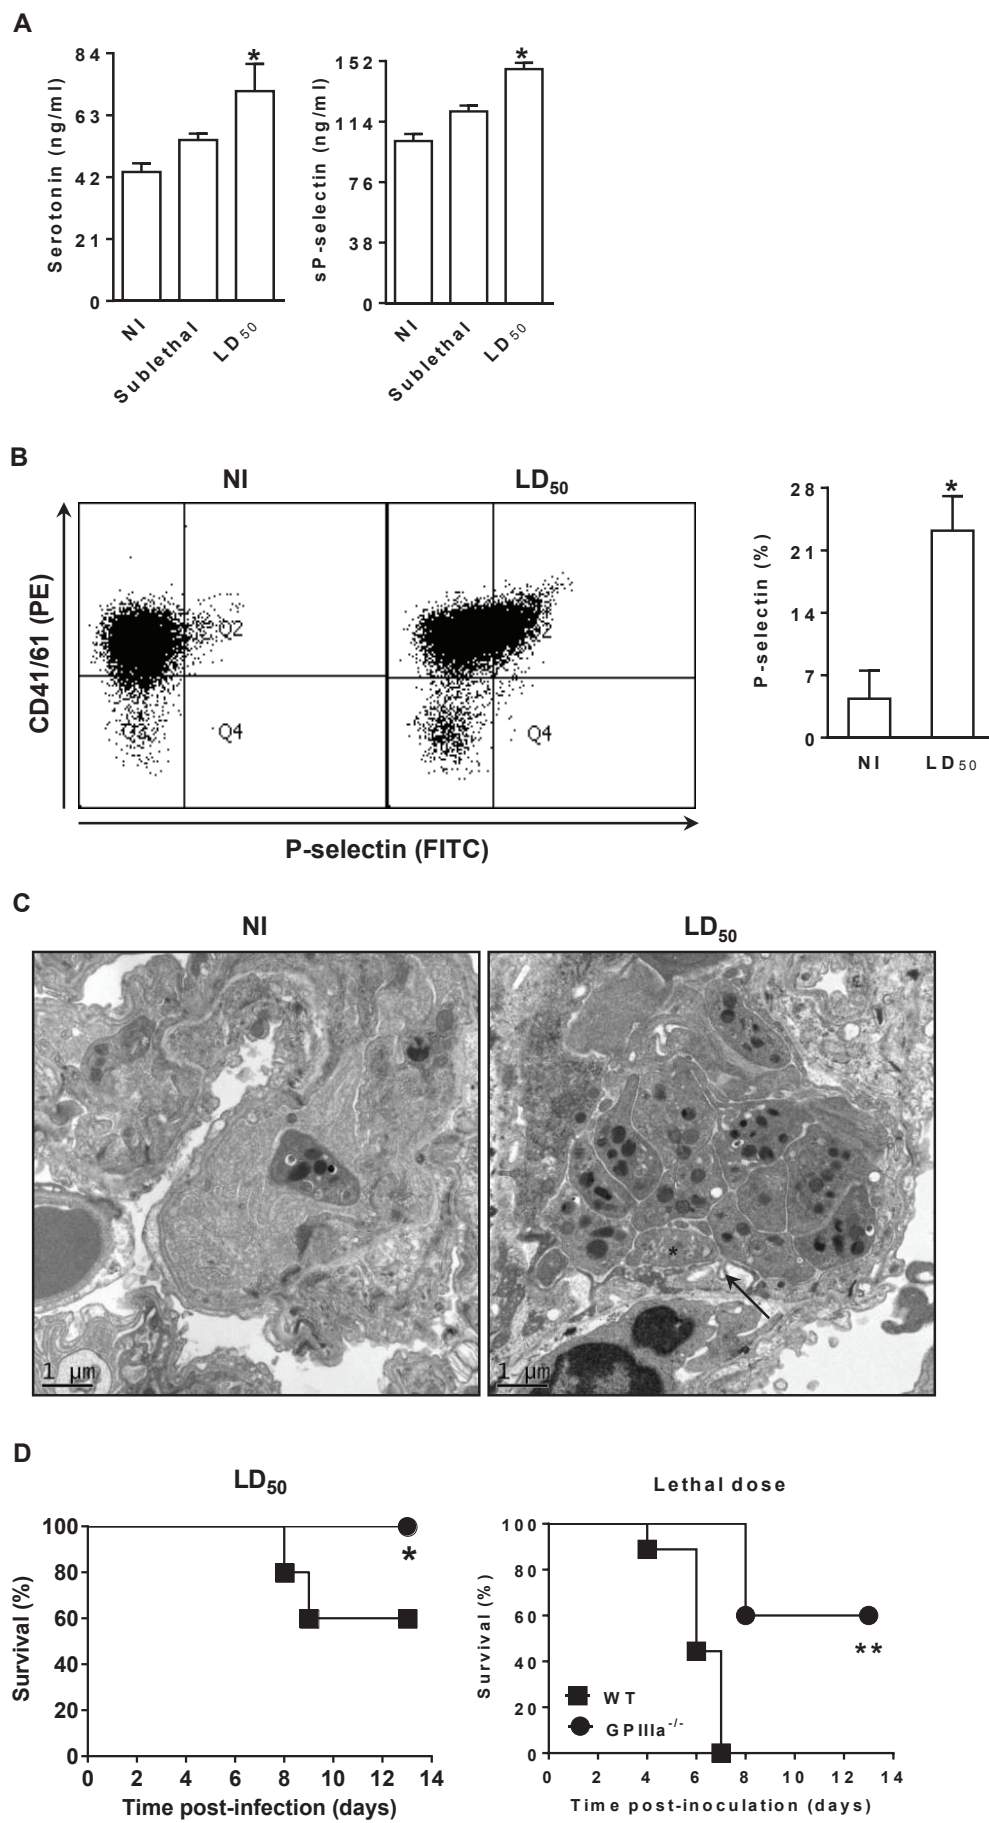 A
84
63
42
21
0
Serotonin (ng/ml)
*
NI
Sublethal
LD50
152
114
76
38
0
sP-selectin (ng/ml)
*
NI
Sublethal
LD50
B
NI
LD50
CD41/61 (PE)
Q2
Q4
Q4
P-selectin (FITC)
28
21
14
7
0
P-selectin (%)
*
NI
LD50
C
NI
LD50
*
1 µm
1 µm
D
LD50
100
80
60
40
20
0
Survival (%)
*
0 2 4 6 8 10 12 14
Time post-infection (days)
Lethal dose
100
80
60
40
20
0
Survival (%)
**
WT
GPIIIa-/-
0 2 4 6 8 10 12 14
Time post-inoculation (days)